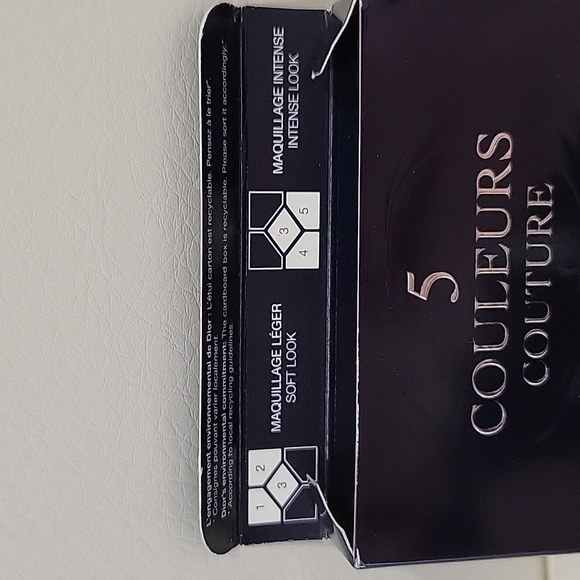 L'engagement environnemental de Dior : L'étui carton est recyclable. Pensez à le trier*.
* Consignes pouvant varier localement.
Dior's environmental commitment: The cardboard box is recyclable. Please sort it accordingly.*
* According to local recycling guidelines.
1 2
3
MAQUILLAGE LÉGER
SOFT LOOK
3
4 5
MAQUILLAGE INTENSE
INTENSE LOOK
5
COULEURS
COUTURE